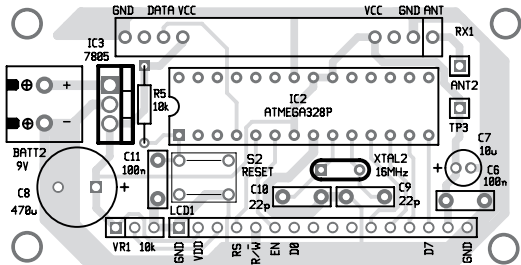 GND DATA VCC VCC GND ANT
RX1
IC3
7805
ANT2
R5
10k
IC2
ATMEGA328P
TP3
+
−
BATT2
9V
C11
100n
S2
RESET
XTAL2
16MHz
C7
10u
+
C6
100n
C8
470u
+
C10
22p
C9
22p
LCD1
VR1 10k
GND VDD RS R/W EN D0 D7 GND